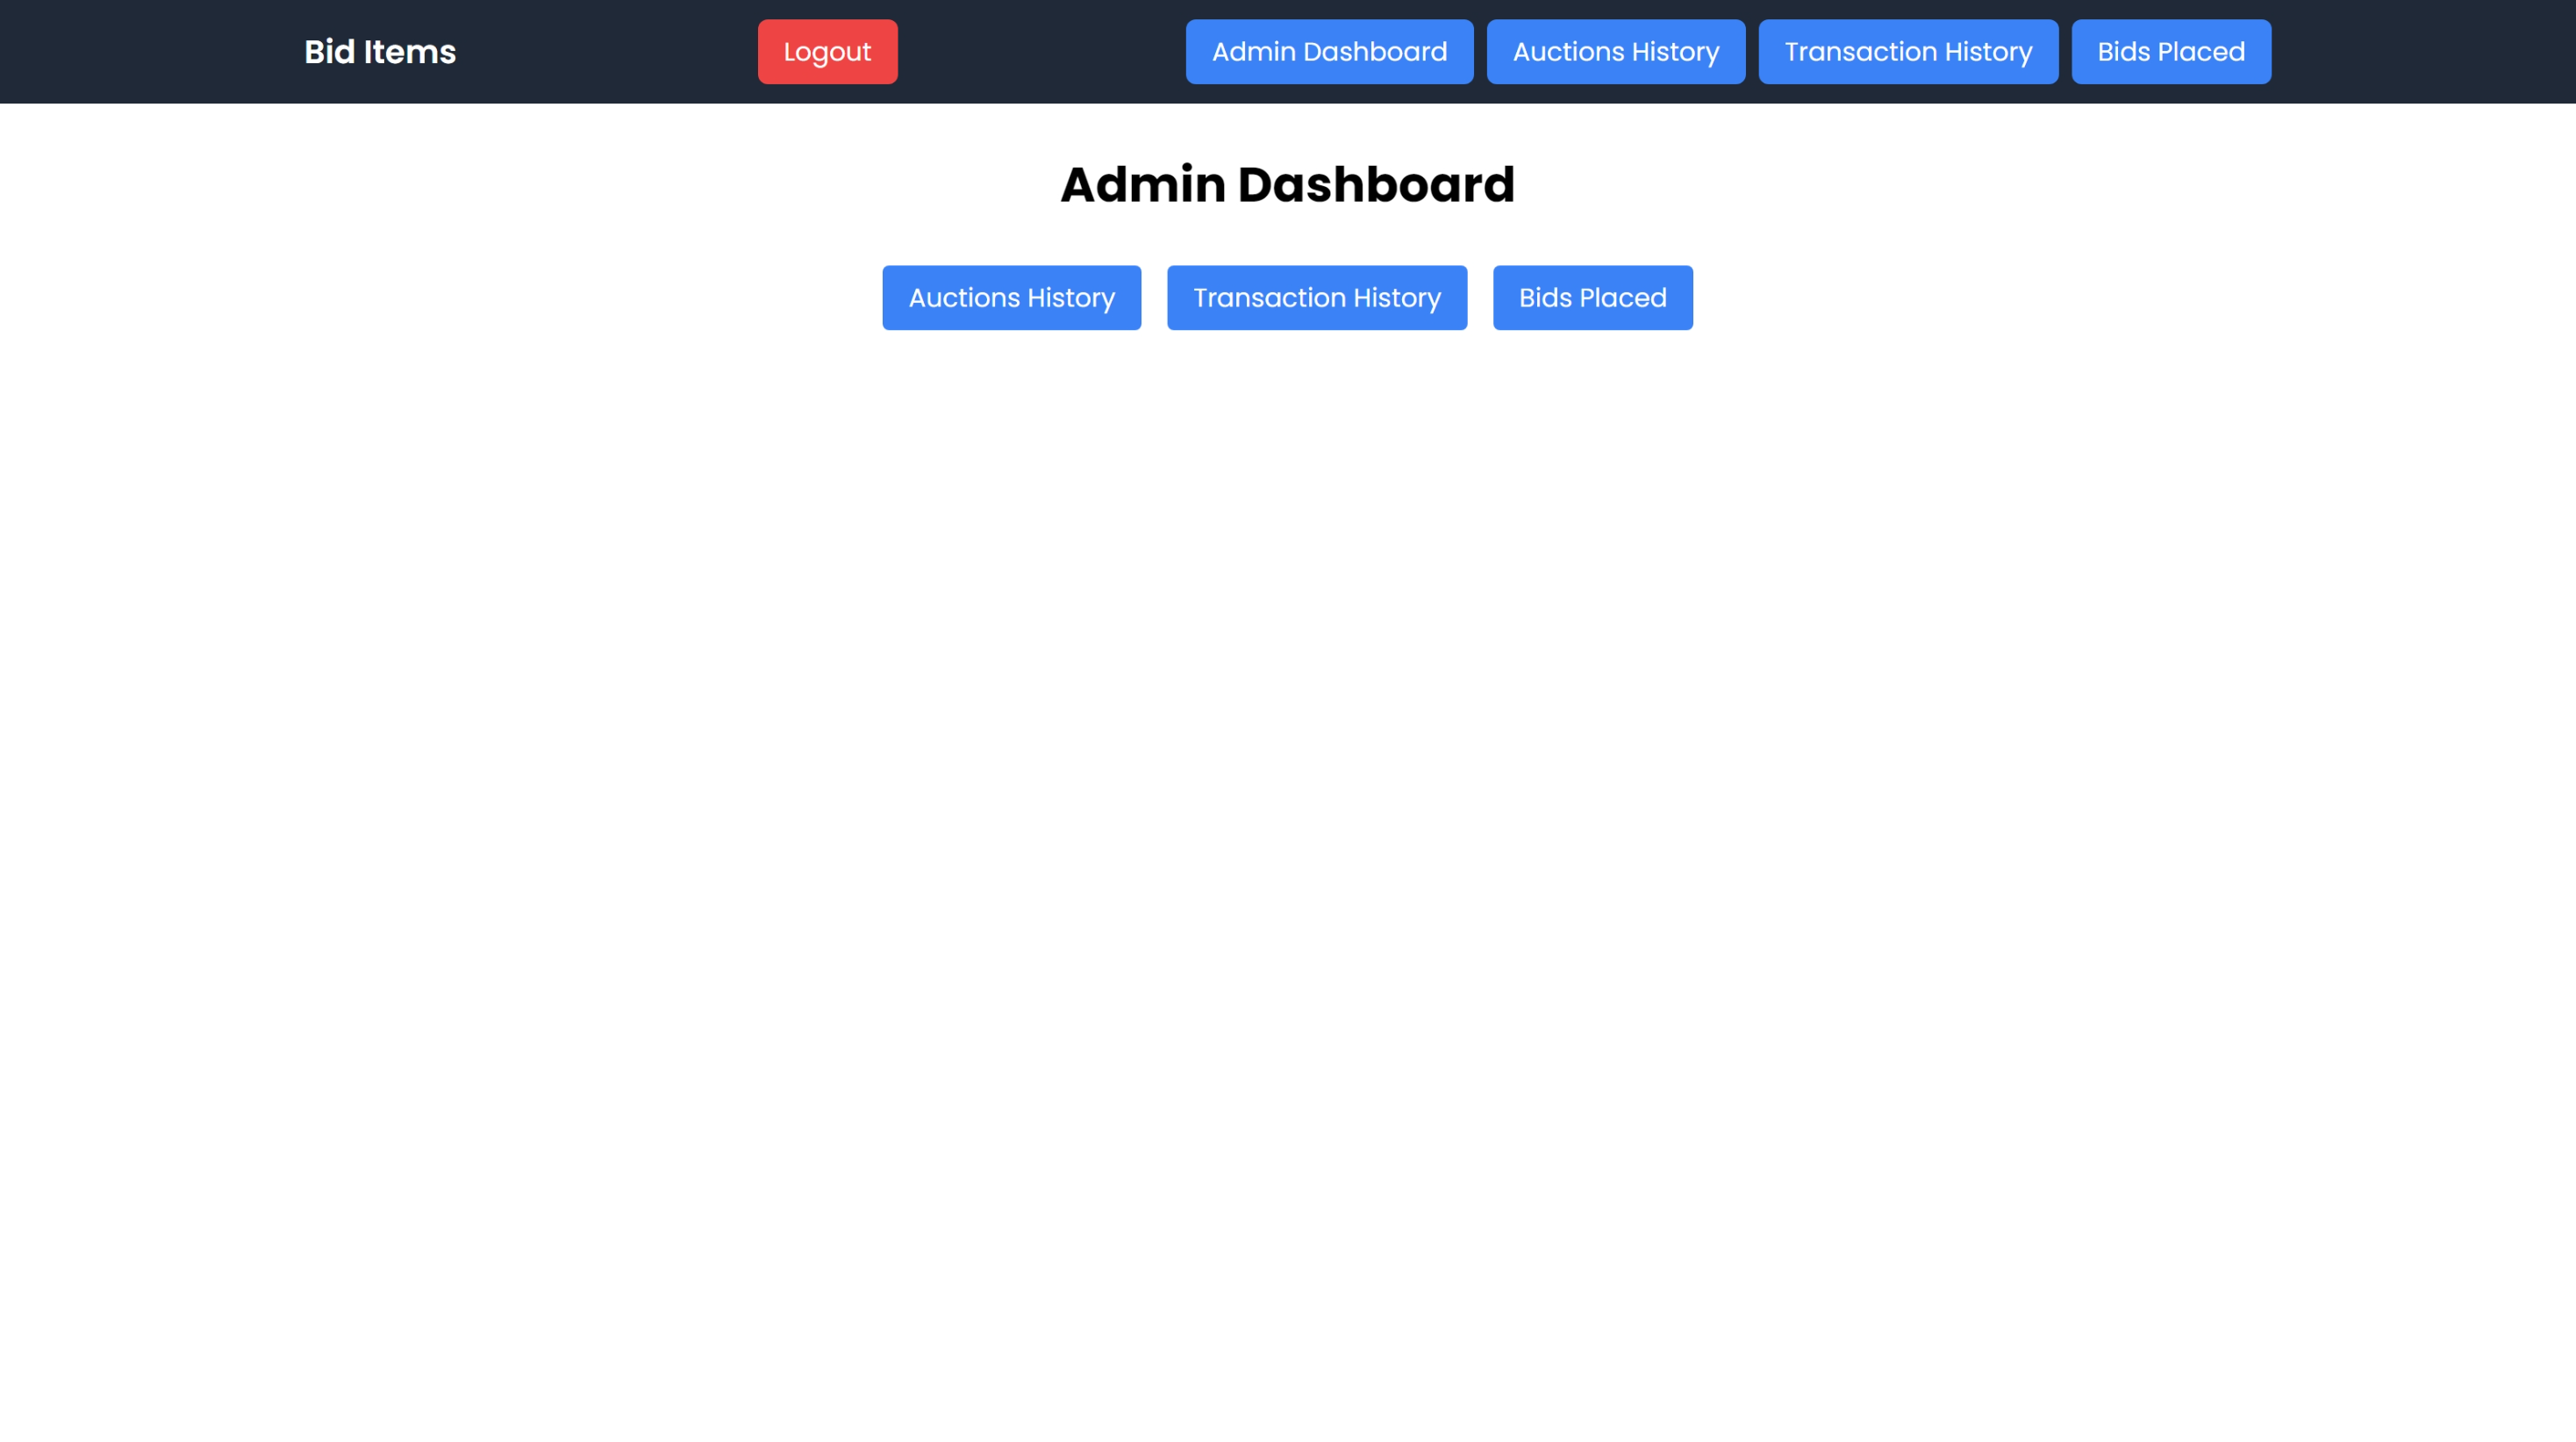 Bid Items
Logout
Admin Dashboard
Auctions History
Transaction History
Bids Placed
Admin Dashboard
Auctions History
Transaction History
Bids Placed